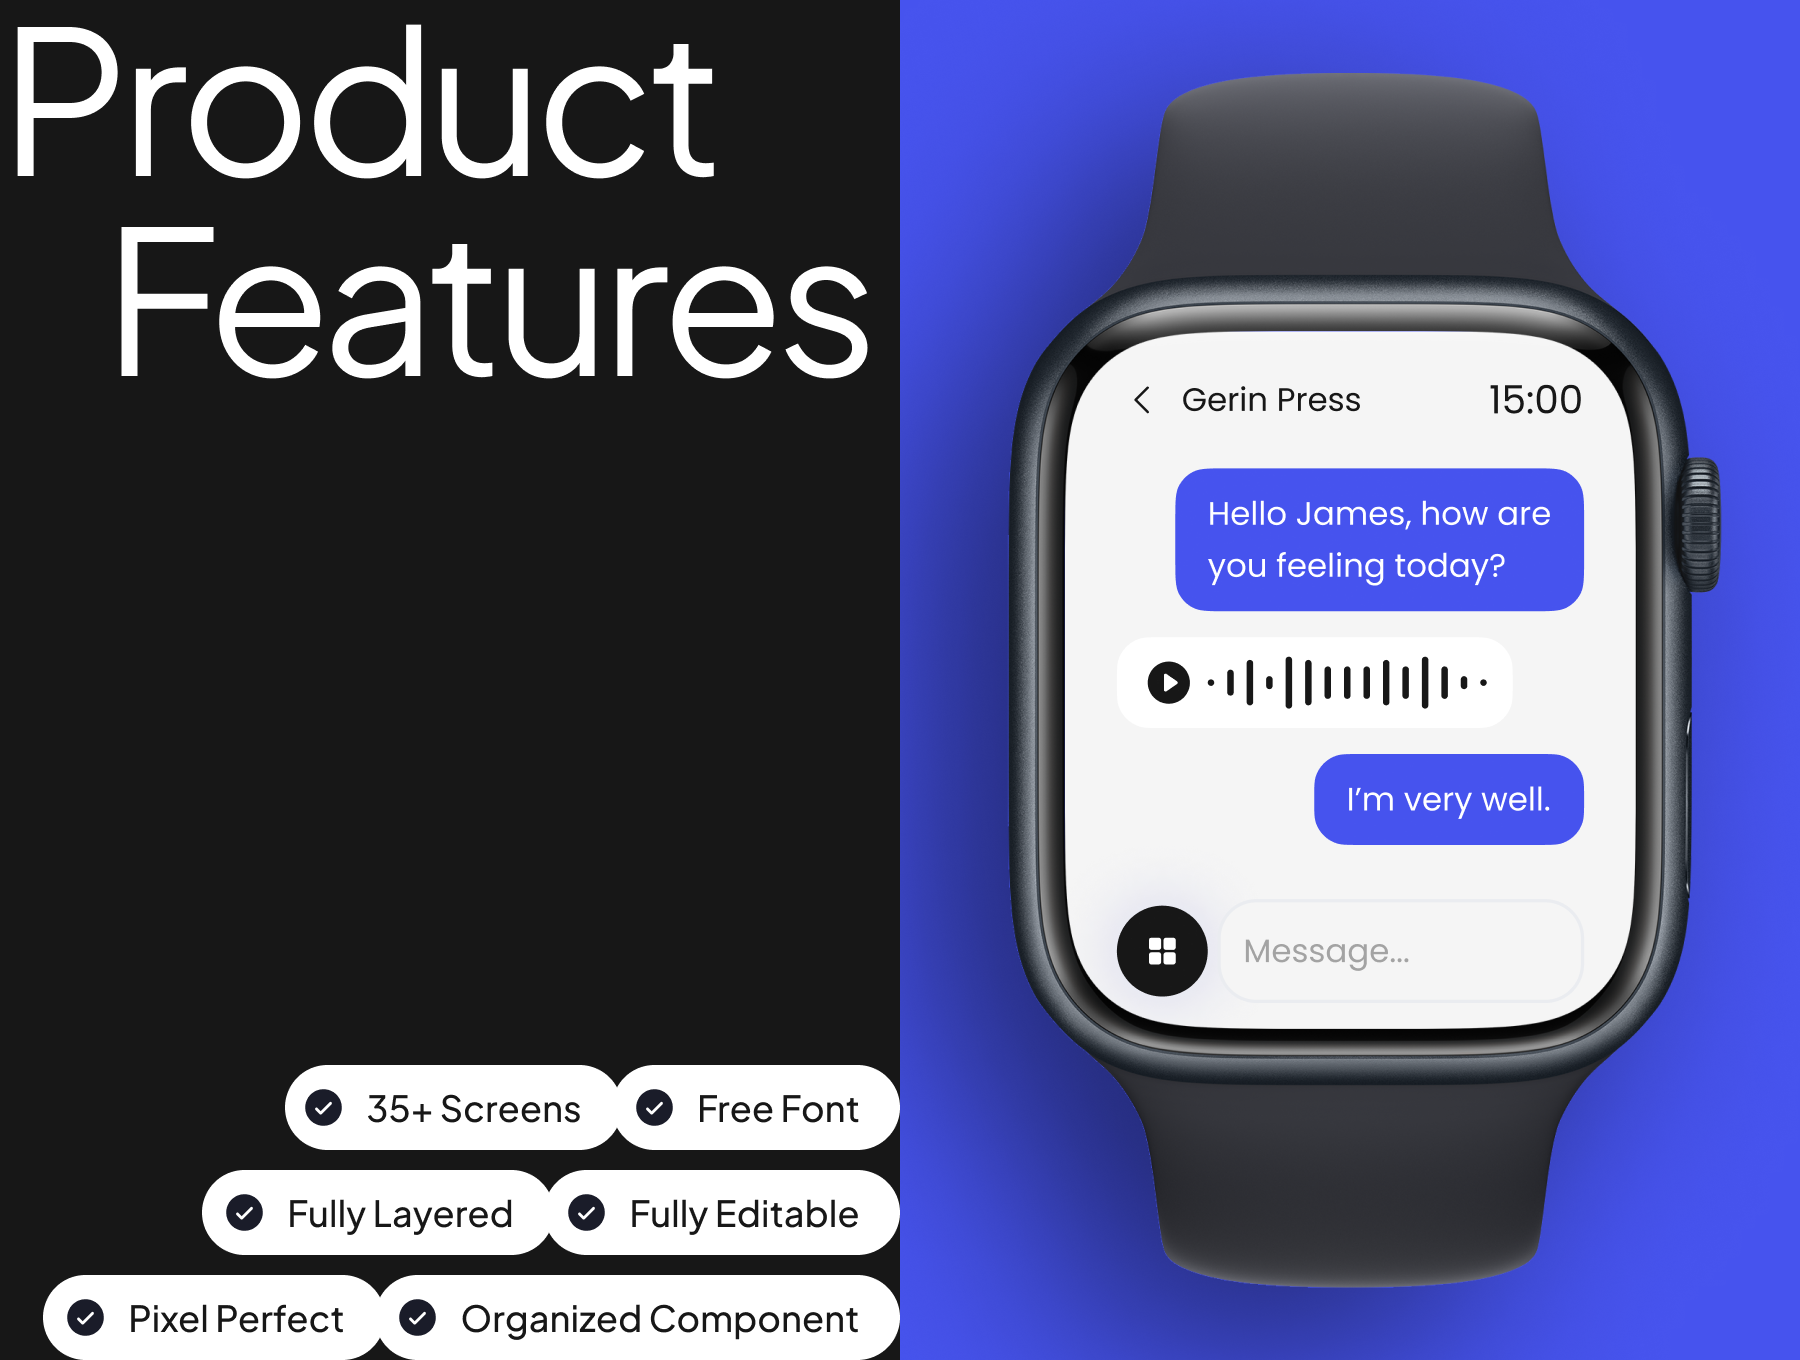 Product
Features
35+ Screens
Free Font
Fully Layered
Fully Editable
Pixel Perfect
Organized Component
Gerin Press
15:00
Hello James, how are
you feeling today?
I’m very well.
Message...